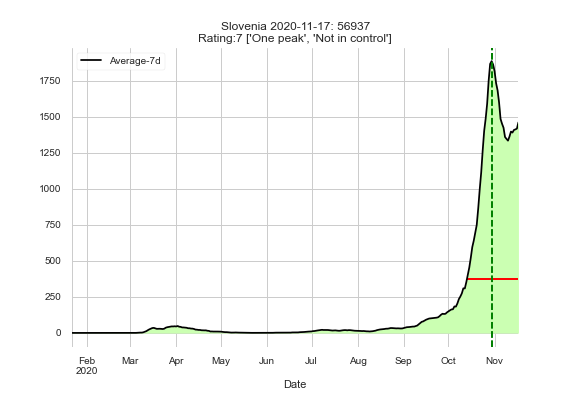 Slovenia 2020-11-17: 56937
Rating:7 ['One peak', 'Not in control']
Average-7d
1750
1500
1250
1000
750
500
250
0
Feb Mar Apr May Jun Jul Aug Sep Oct Nov
2020
Date